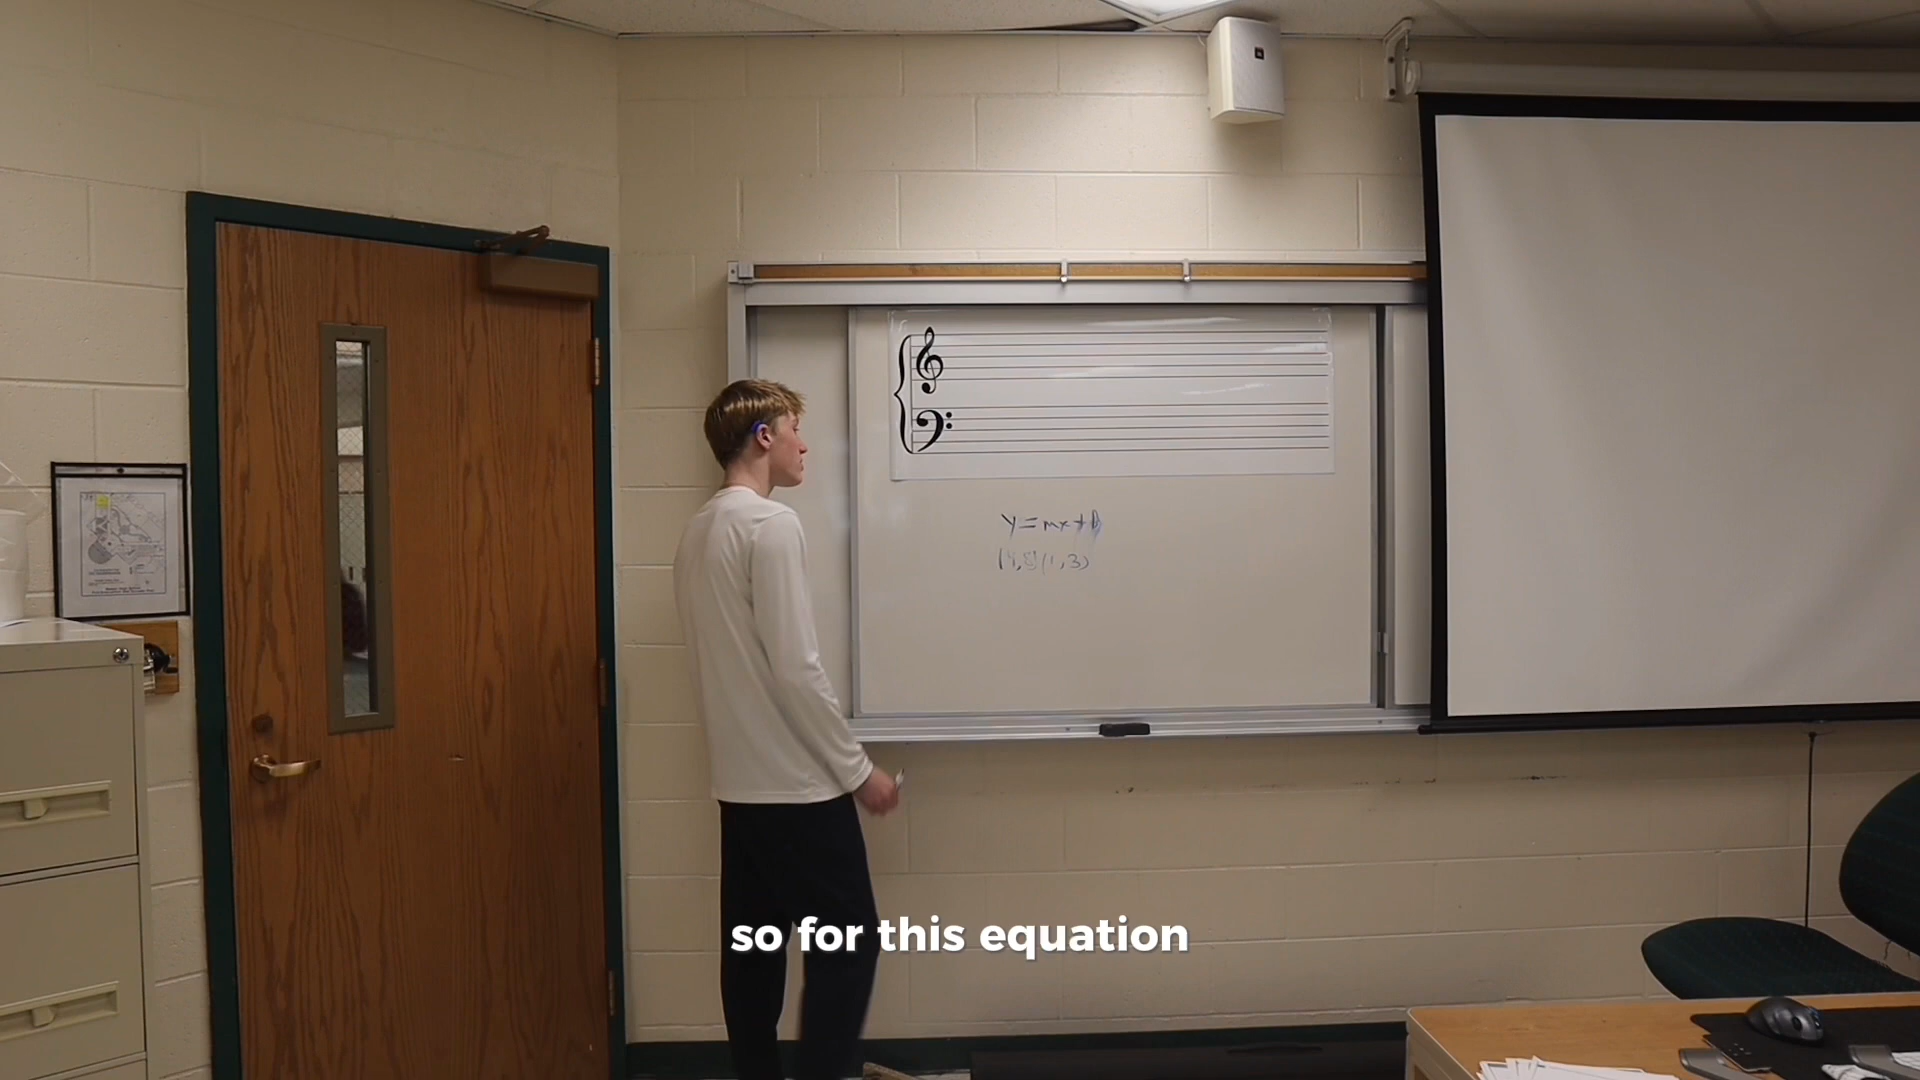 y=mx+b
(4,8)(1,3)
so for this equation